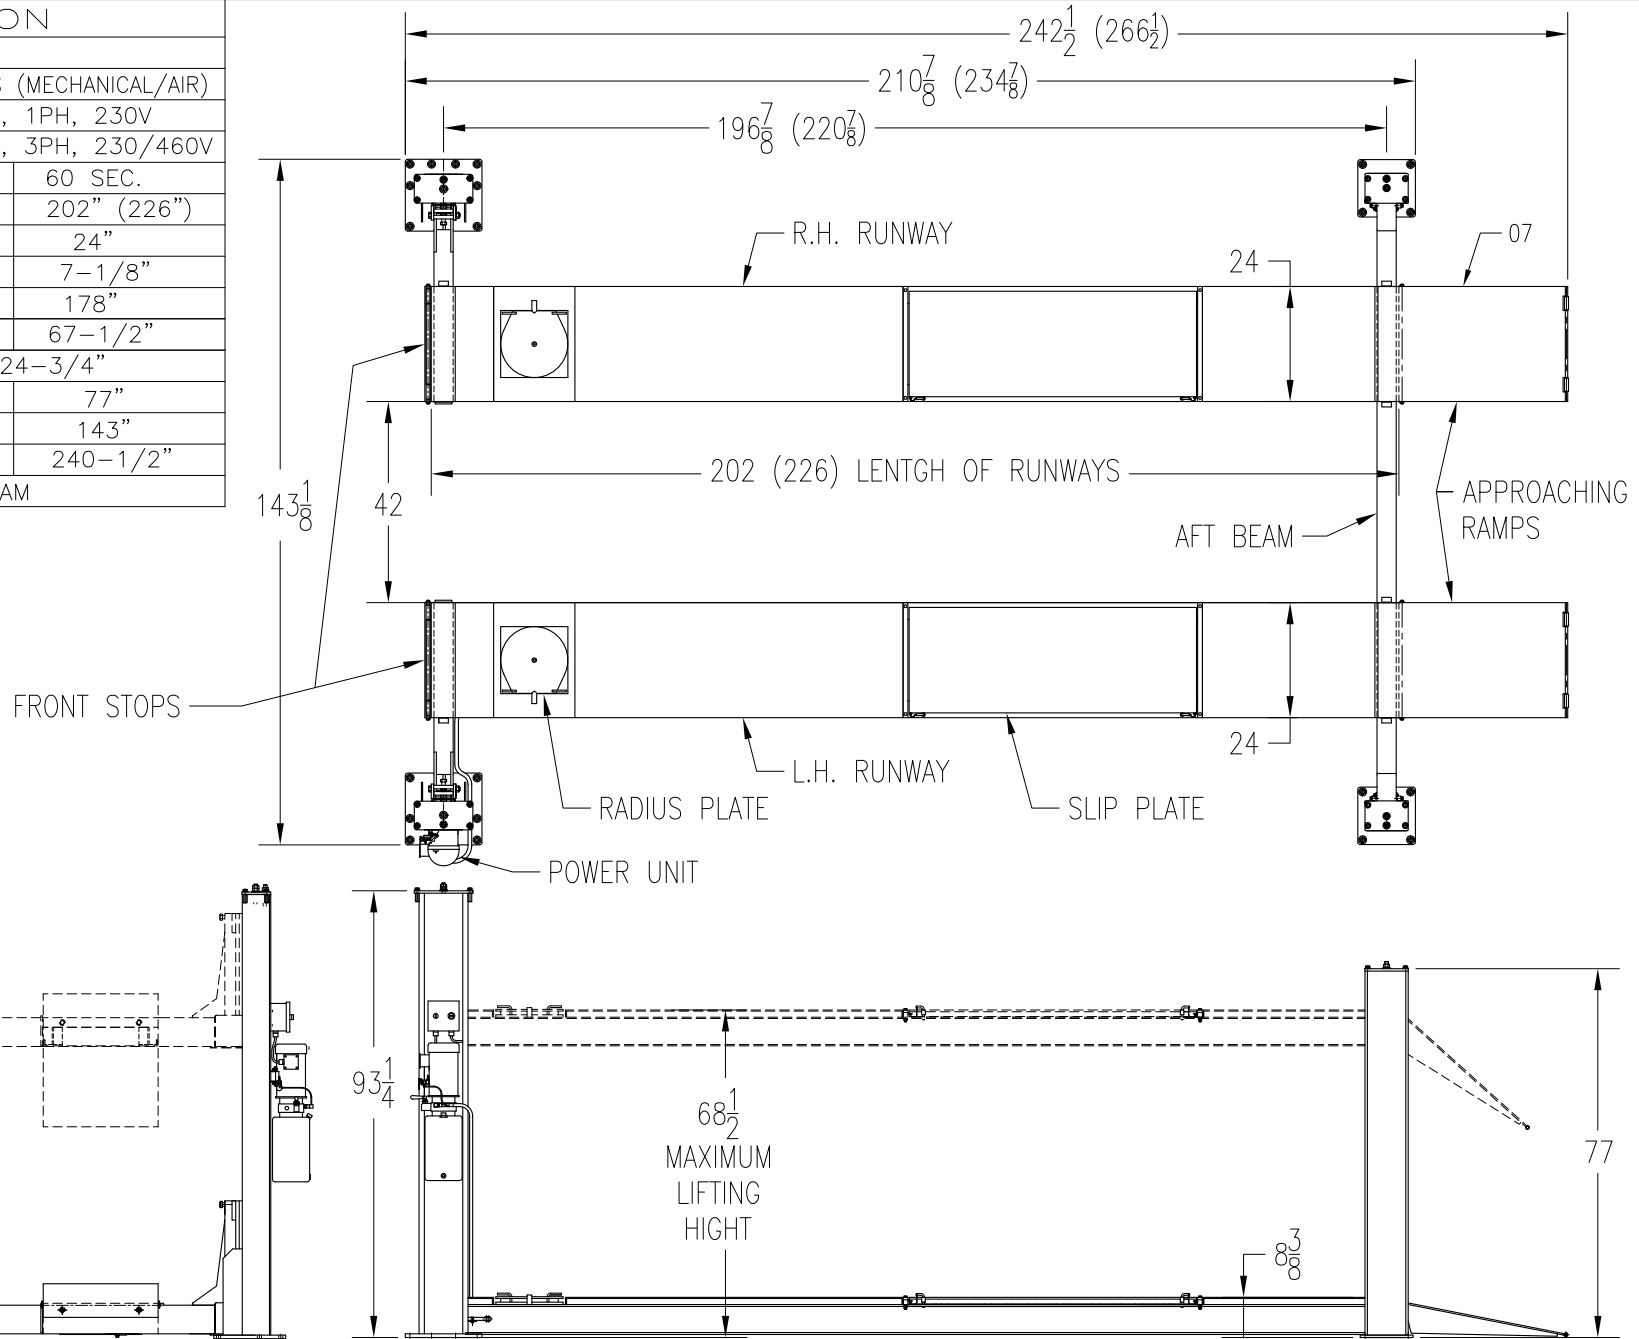 ON
S (MECHANICAL/AIR)
, 1PH, 230V
, 3PH, 230/460V
60 SEC.
202" (226")
24"
7-1/8"
178"
67-1/2"
24-3/4"
77"
143"
240-1/2"
AM
242 1/2 (266 1/2)
210 7/8 (234 7/8)
196 7/8 (220 7/8)
R.H. RUNWAY
07
24
202 (226) LENTGH OF RUNWAYS
143 1/8
42
APPROACHING
RAMPS
AFT BEAM
FRONT STOPS
24
L.H. RUNWAY
RADIUS PLATE
SLIP PLATE
POWER UNIT
93 1/4
68 1/2
MAXIMUM
LIFTING
HIGHT
77
8 3/8